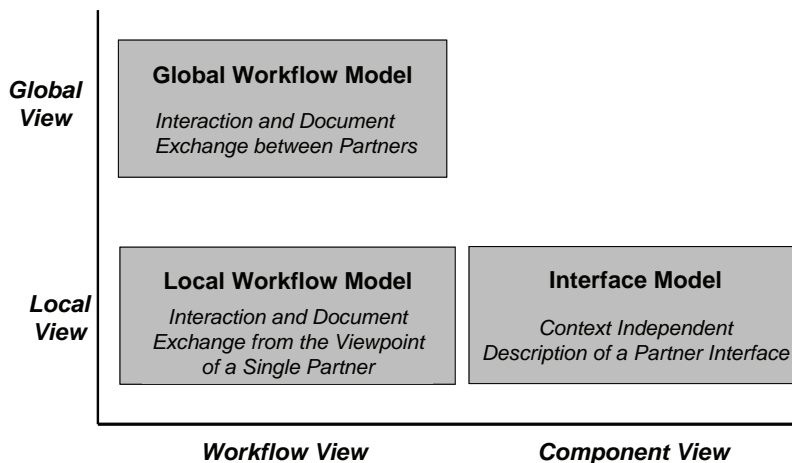 Global
View
Global Workflow Model
Interaction and Document
Exchange between Partners
Local
View
Local Workflow Model
Interaction and Document
Exchange from the Viewpoint
of a Single Partner
Interface Model
Context Independent
Description of a Partner Interface
Workflow View
Component View